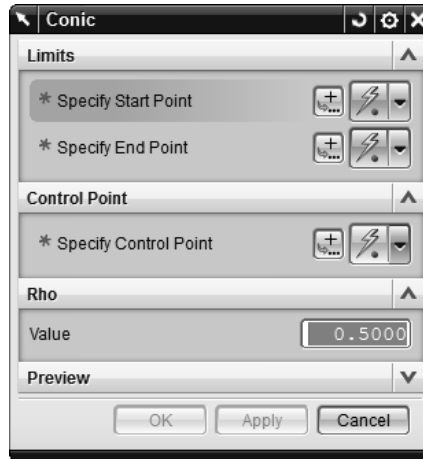 Conic
Limits
* Specify Start Point
* Specify End Point
Control Point
* Specify Control Point
Rho
Value 0.5000
Preview
OK Apply Cancel